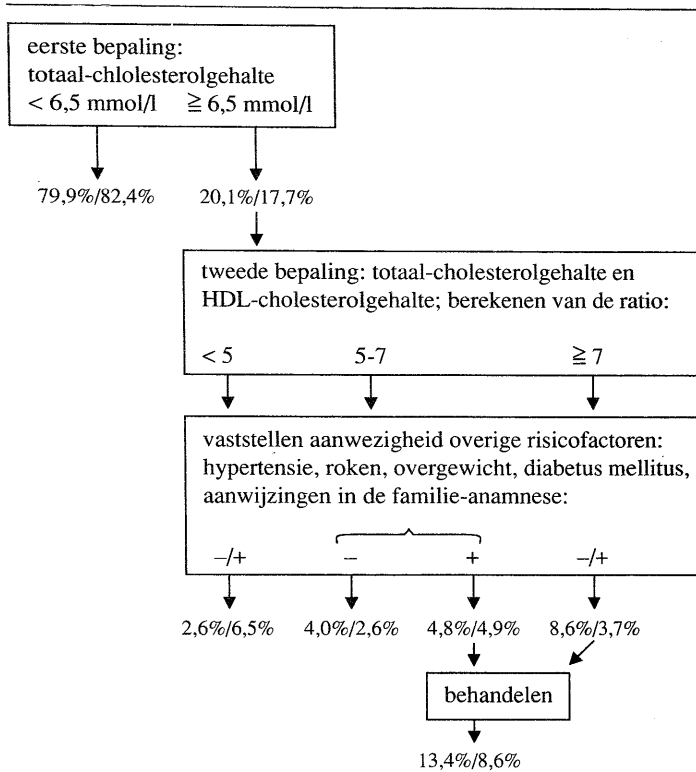 eerste bepaling:
totaal-chlolesterolgehalte
< 6,5 mmol/l ≧ 6,5 mmol/l
79,9%/82,4% 20,1%/17,7%
tweede bepaling: totaal-cholesterolgehalte en
HDL-cholesterolgehalte; berekenen van de ratio:
< 5 5-7 ≧ 7
vaststellen aanwezigheid overige risicofactoren:
hypertensie, roken, overgewicht, diabetus mellitus,
aanwijzingen in de familie-anamnese:
–/+ – + –/+
2,6%/6,5% 4,0%/2,6% 4,8%/4,9% 8,6%/3,7%
behandelen
13,4%/8,6%